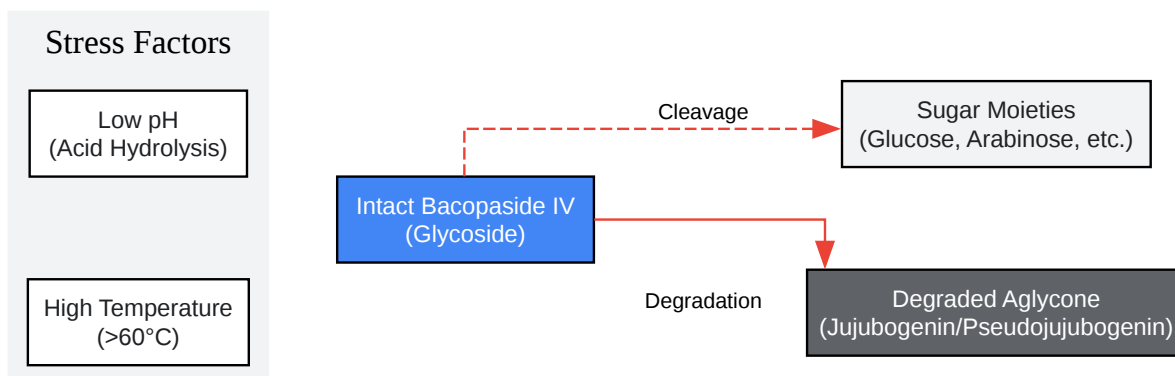 Stress Factors
Low pH
(Acid Hydrolysis)
High Temperature
(>60°C)
Cleavage
Sugar Moieties
(Glucose, Arabinose, etc.)
Intact Bacopaside IV
(Glycoside)
Degradation
Degraded Aglycone
(Jujubogenin/Pseudojujubogenin)